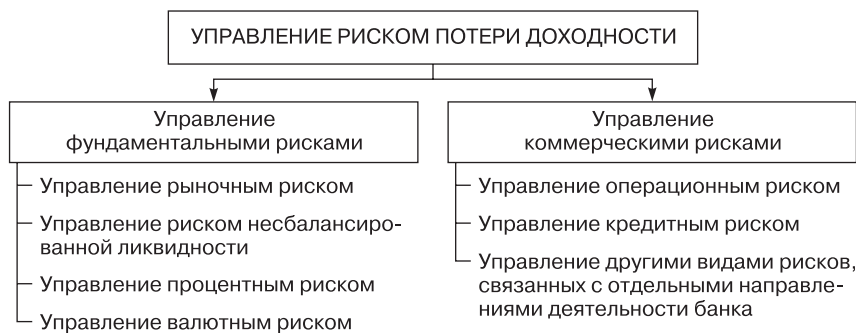 УПРАВЛЕНИЕ РИСКОМ ПОТЕРИ ДОХОДНОСТИ
Управление
фундаментальными рисками
Управление рыночным риском
Управление риском несбалансиро-
ванной ликвидности
Управление процентным риском
Управление валютным риском
Управление
коммерческими рисками
Управление операционным риском
Управление кредитным риском
Управление другими видами рисков,
связанных с отдельными направле-
ниями деятельности банка